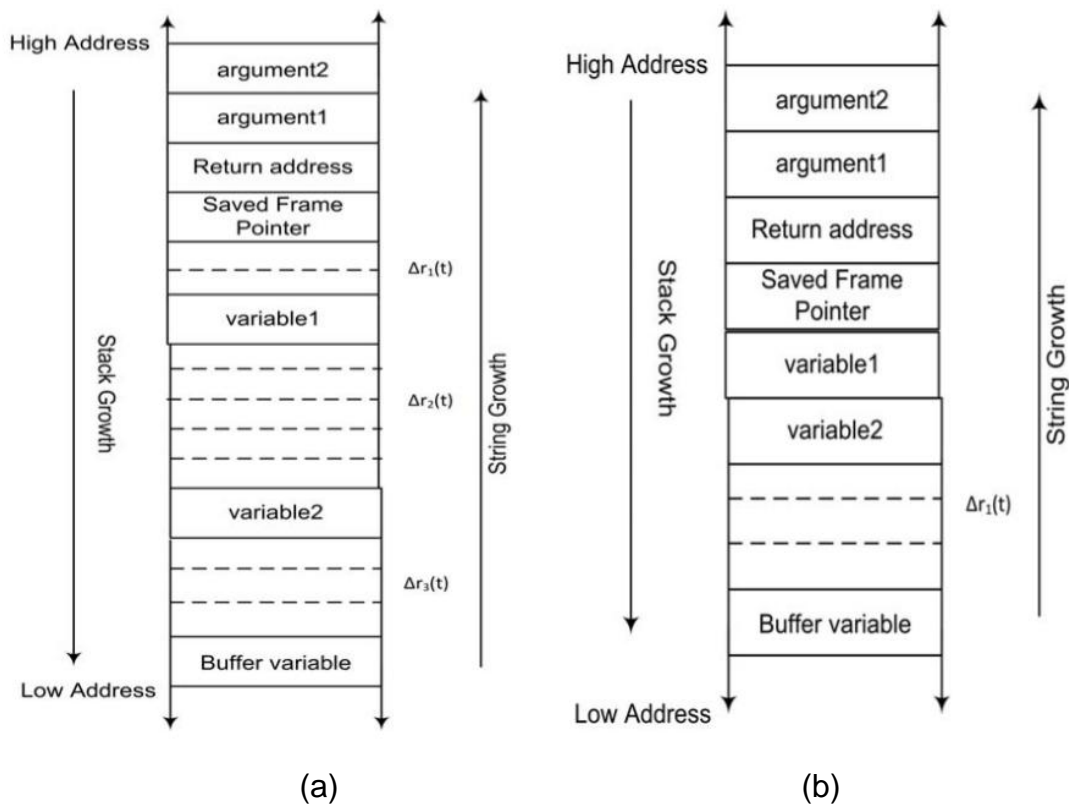 High Address
argument2
argument1
Return address
Saved Frame
Pointer
Δr₁(t)
variable1
Δr₂(t)
variable2
Δr₃(t)
Buffer variable
Low Address
Stack Growth
String Growth
(a)
High Address
argument2
argument1
Return address
Saved Frame
Pointer
variable1
variable2
Δr₁(t)
Buffer variable
Low Address
Stack Growth
String Growth
(b)